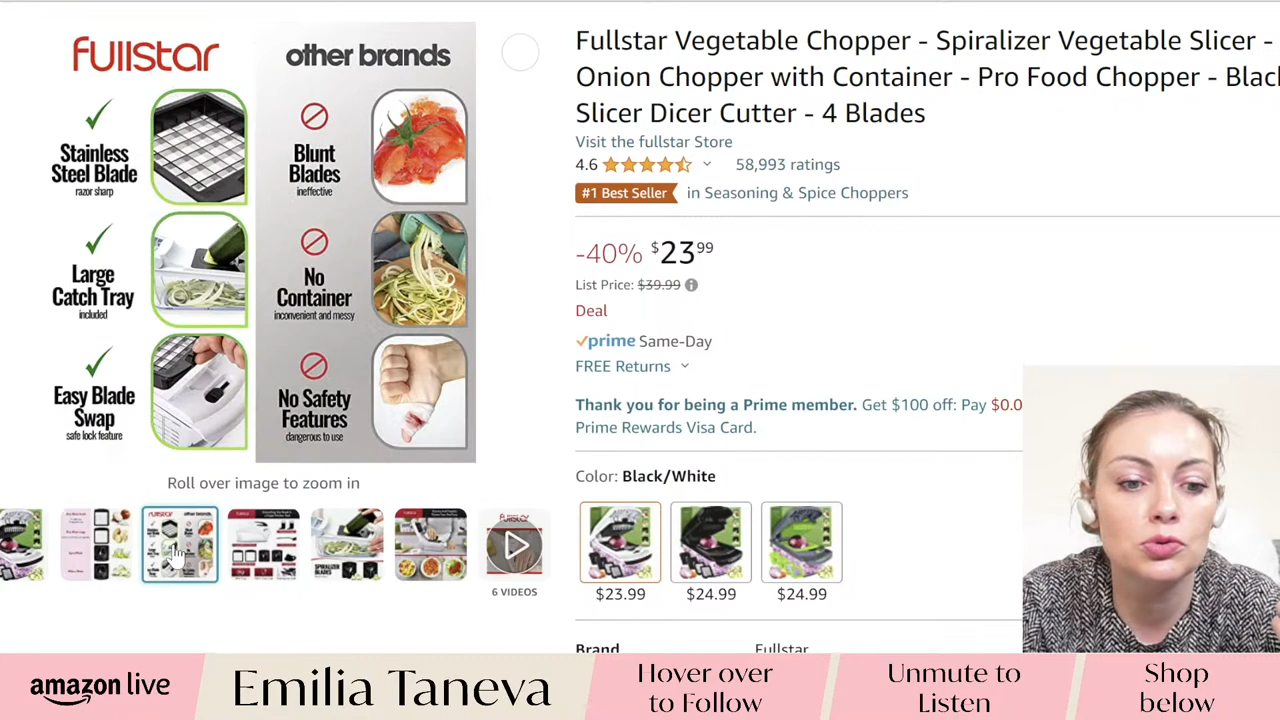 fullstar
other brands
Stainless
Steel Blade
razor sharp
Blunt
Blades
ineffective
Large
Catch Tray
included
No
Container
inconvenient and messy
Easy Blade
Swap
safe lock feature
No Safety
Features
dangerous to use
Roll over image to zoom in
6 VIDEOS
Fullstar Vegetable Chopper - Spiralizer Vegetable Slicer -
Onion Chopper with Container - Pro Food Chopper - Blac
Slicer Dicer Cutter - 4 Blades
Visit the fullstar Store
4.6 58,993 ratings
#1 Best Seller in Seasoning & Spice Choppers
-40% $23 99
List Price: $39.99
Deal
prime Same-Day
FREE Returns
Thank you for being a Prime member. Get $100 off: Pay $0.0
Prime Rewards Visa Card.
Color: Black/White
$23.99 $24.99 $24.99
Brand Fullstar
amazon live
Emilia Taneva
Hover over
to Follow
Unmute to
Listen
Shop
below